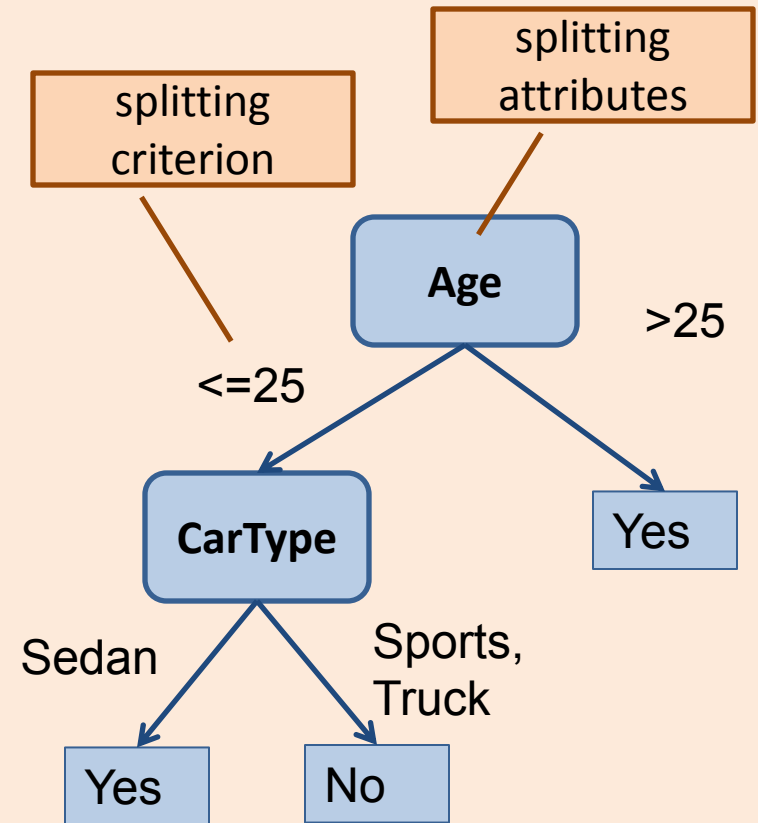 splitting
attributes
splitting
criterion
Age
>25
<=25
CarType
Yes
Sedan
Sports,
Truck
Yes
No